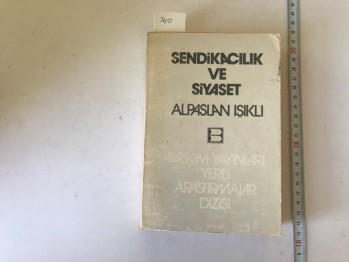 SENDİKACILIK
VE
SİYASET
ALPASLAN IŞIKLI
B
BİRİKİM YAYINLARI
YERLİ
ARAŞTIRMALAR
DİZİSİ